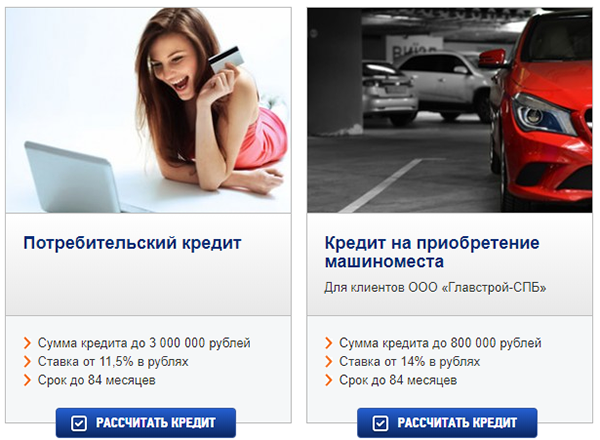 ВИЇЗД
Потребительский кредит
Сумма кредита до 3 000 000 рублей
Ставка от 11,5% в рублях
Срок до 84 месяцев
РАССЧИТАТЬ КРЕДИТ
Кредит на приобретение
машиноместа
Для клиентов ООО «Главстрой-СПБ»
Сумма кредита до 800 000 рублей
Ставка от 14% в рублях
Срок до 84 месяцев
РАССЧИТАТЬ КРЕДИТ